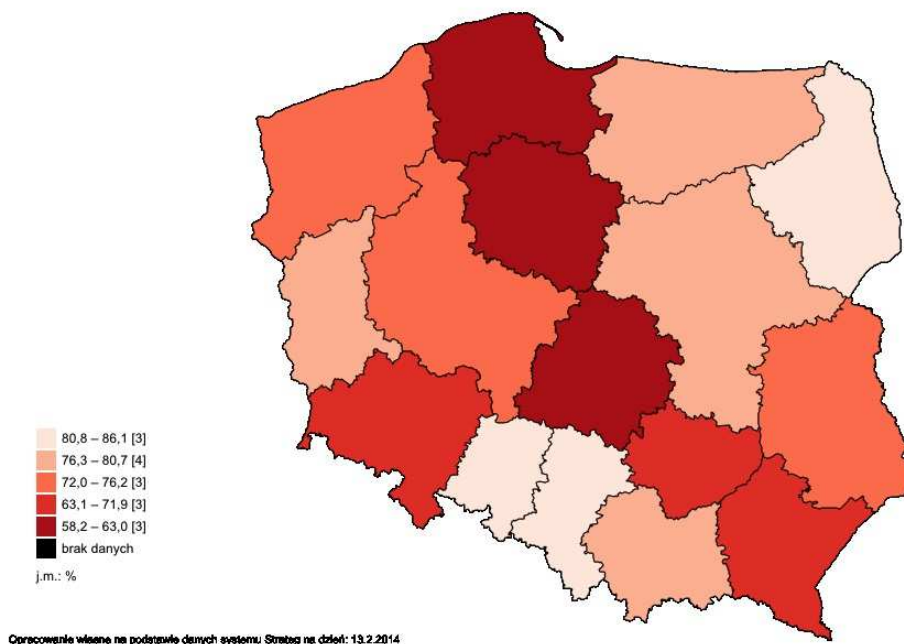 80,8 – 86,1 [3]
76,3 – 80,7 [4]
72,0 – 76,2 [3]
63,1 – 71,9 [3]
58,2 – 63,0 [3]
brak danych
j.m.: %
Opracowanie własne na podstawie danych systemu Strateg na dzień: 13.2.2014